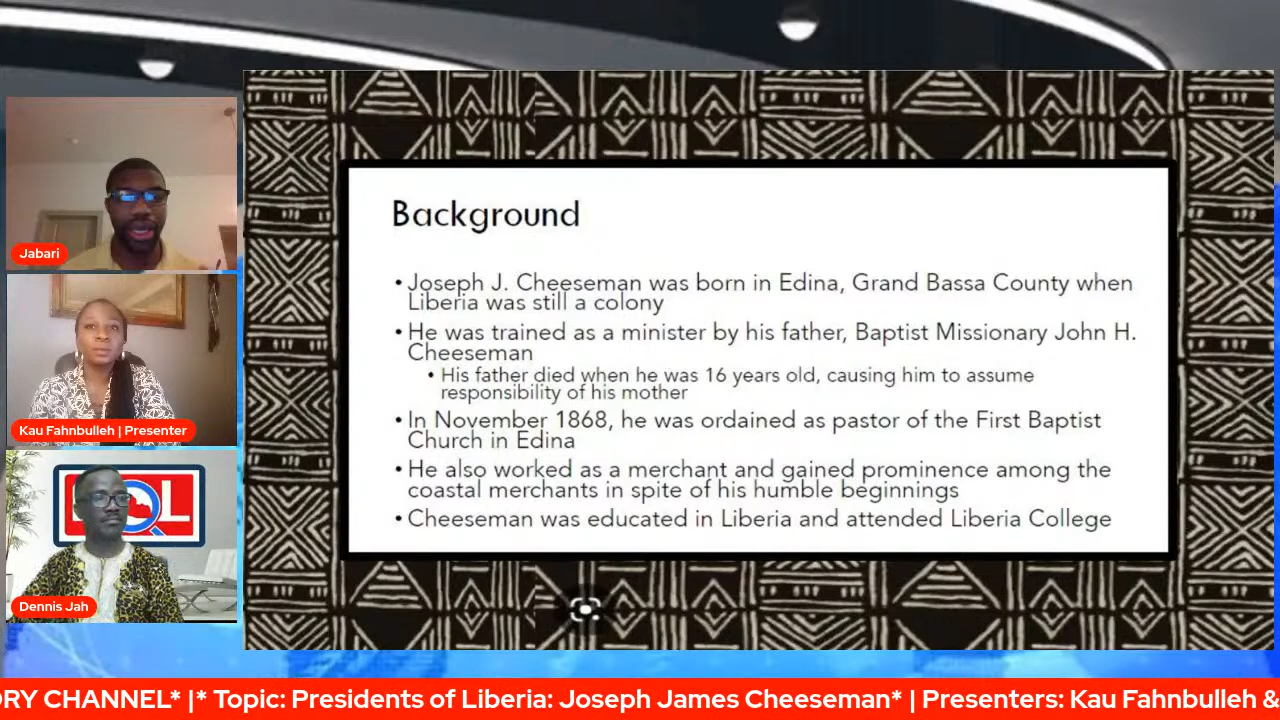 Jabari
Kau Fahnbulleh | Presenter
Dennis Jah
Background
• Joseph J. Cheeseman was born in Edina, Grand Bassa County when
Liberia was still a colony
• He was trained as a minister by his father, Baptist Missionary John H.
Cheeseman
• His father died when he was 16 years old, causing him to assume
responsibility of his mother
• In November 1868, he was ordained as pastor of the First Baptist
Church in Edina
• He also worked as a merchant and gained prominence among the
coastal merchants in spite of his humble beginnings
• Cheeseman was educated in Liberia and attended Liberia College
ORY CHANNEL* |* Topic: Presidents of Liberia: Joseph James Cheeseman* | Presenters: Kau Fahnbulleh &